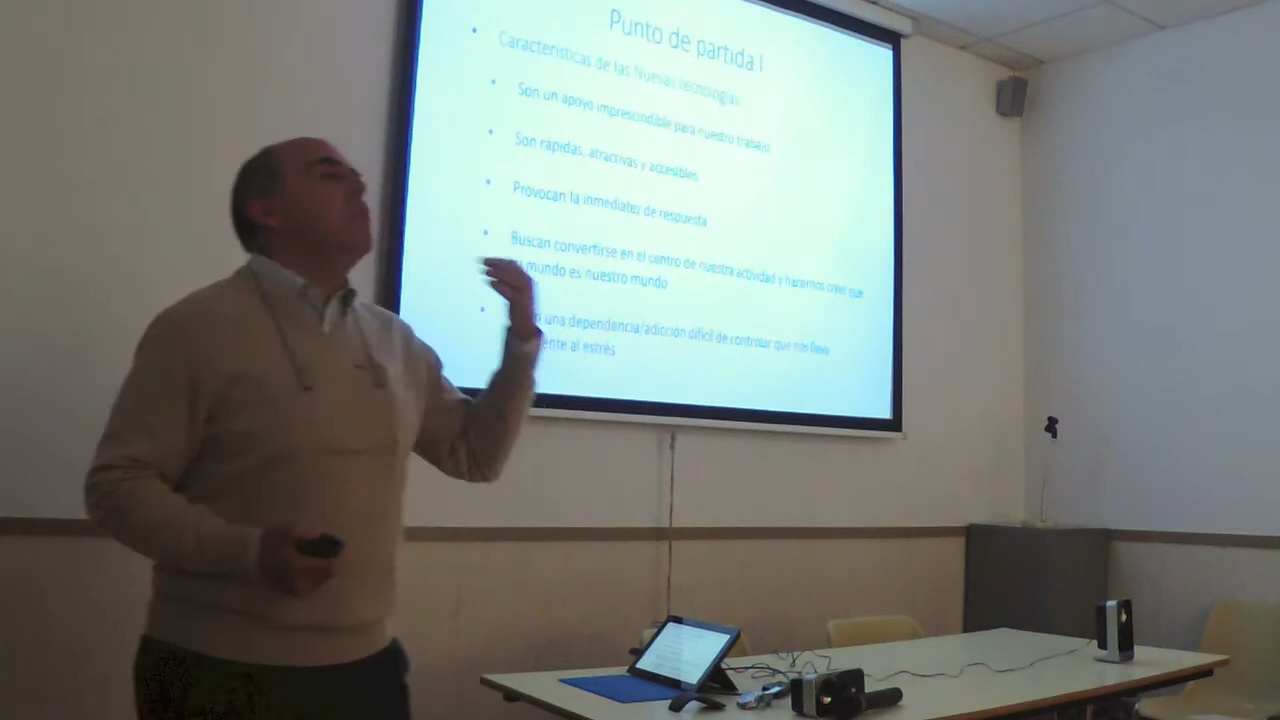 Punto de partida I
Características de las Nuevas tecnologías
Son un apoyo imprescindible para nuestro trabajo
Son rápidas, atractivas y accesibles
Provocan la inmediatez de respuesta
Buscan convertirse en el centro de nuestra actividad y hacernos creer que
mundo es nuestro mundo
una dependencia/adicción difícil de controlar que nos lleva
al estrés